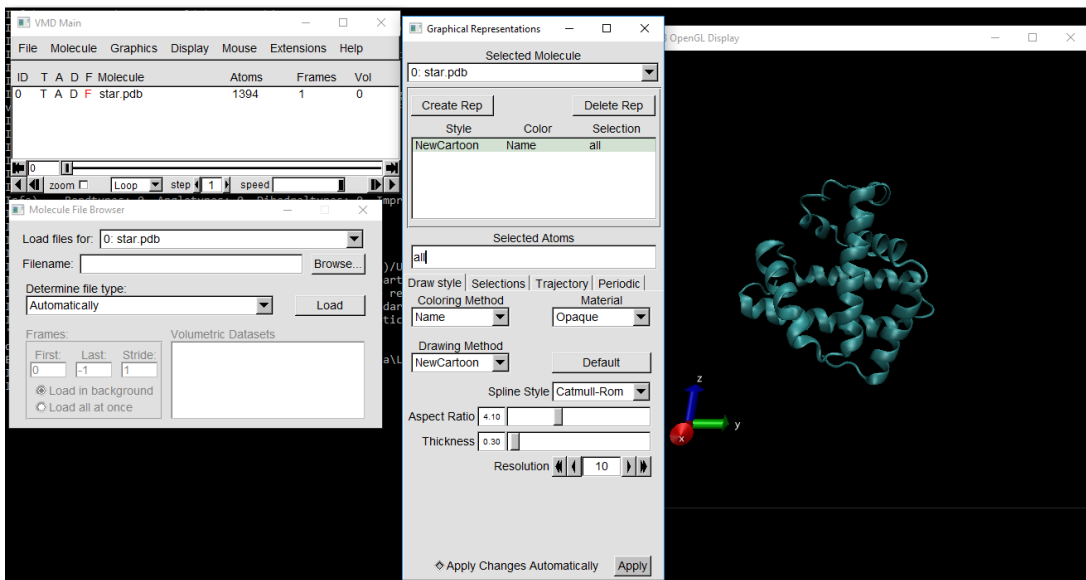 VMD Main
File Molecule Graphics Display Mouse Extensions Help
ID T A D F Molecule Atoms Frames Vol
0 T A D F star.pdb 1394 1 0
0
zoom Loop step 1 speed
Molecule File Browser
Load files for: 0: star.pdb
Filename: Browse...
Determine file type:
Automatically Load
Frames: Volumetric Datasets
First: Last: Stride:
0 -1 1
Load in background
Load all at once
Graphical Representations
Selected Molecule
0: star.pdb
Create Rep Delete Rep
Style Color Selection
NewCartoon Name all
Selected Atoms
all
Draw style Selections Trajectory Periodic
Coloring Method Material
Name Opaque
Drawing Method
NewCartoon Default
Spline Style Catmull-Rom
Aspect Ratio 4.10
Thickness 0.30
Resolution 10
Apply Changes Automatically Apply
OpenGL Display
z
y
x